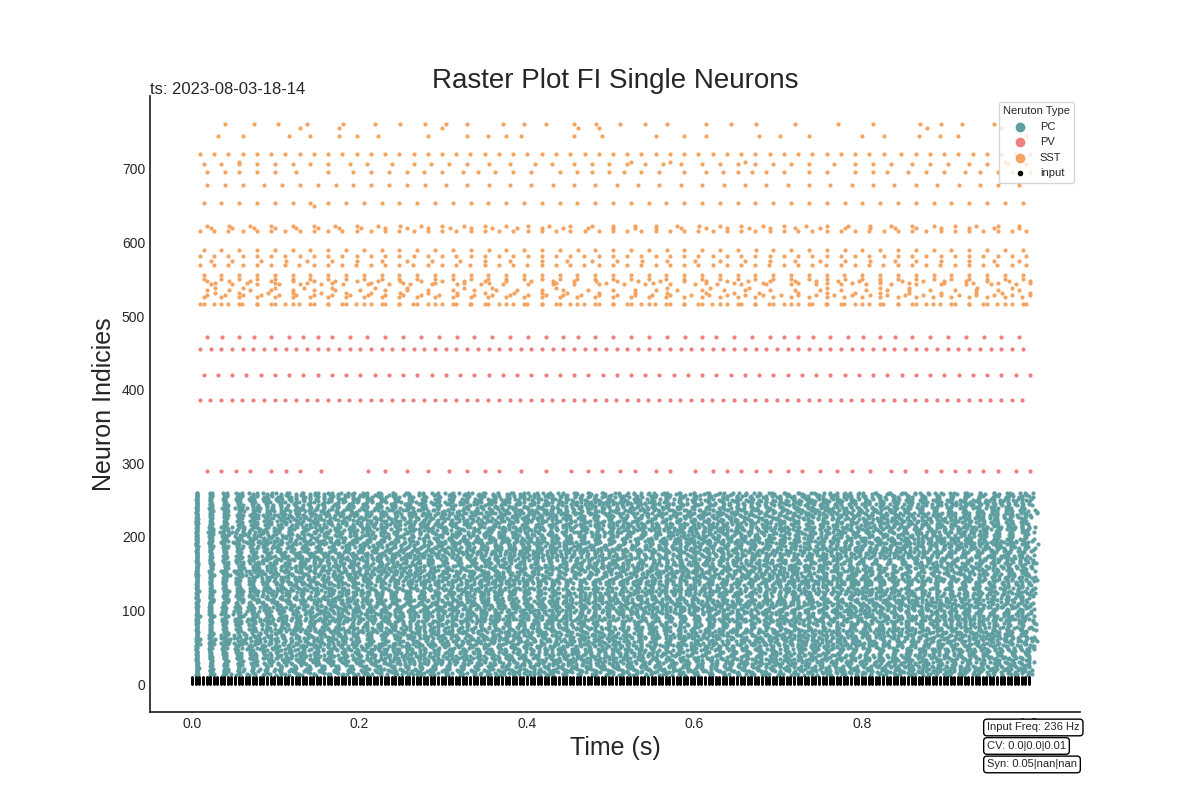 Raster Plot FI Single Neurons
ts: 2023-08-03-18-14
Neruton Type
PC
PV
SST
input
Neuron Indicies
700
600
500
400
300
200
100
0
0.0 0.2 0.4 0.6 0.8
Time (s)
Input Freq: 236 Hz
CV: 0.0|0.0|0.01
Syn: 0.05|nan|nan